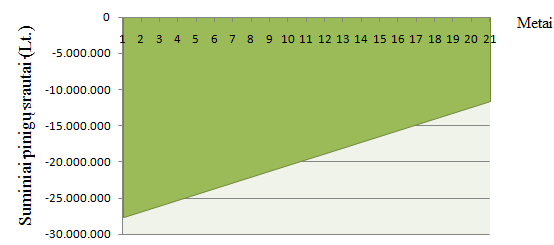 0
Metai
1 2 3 4 5 6 7 8 9 10 11 12 13 14 15 16 17 18 19 20 21
-5.000.000
-10.000.000
-15.000.000
-20.000.000
-25.000.000
-30.000.000
Suminiai pinigų srautai (Lt.)